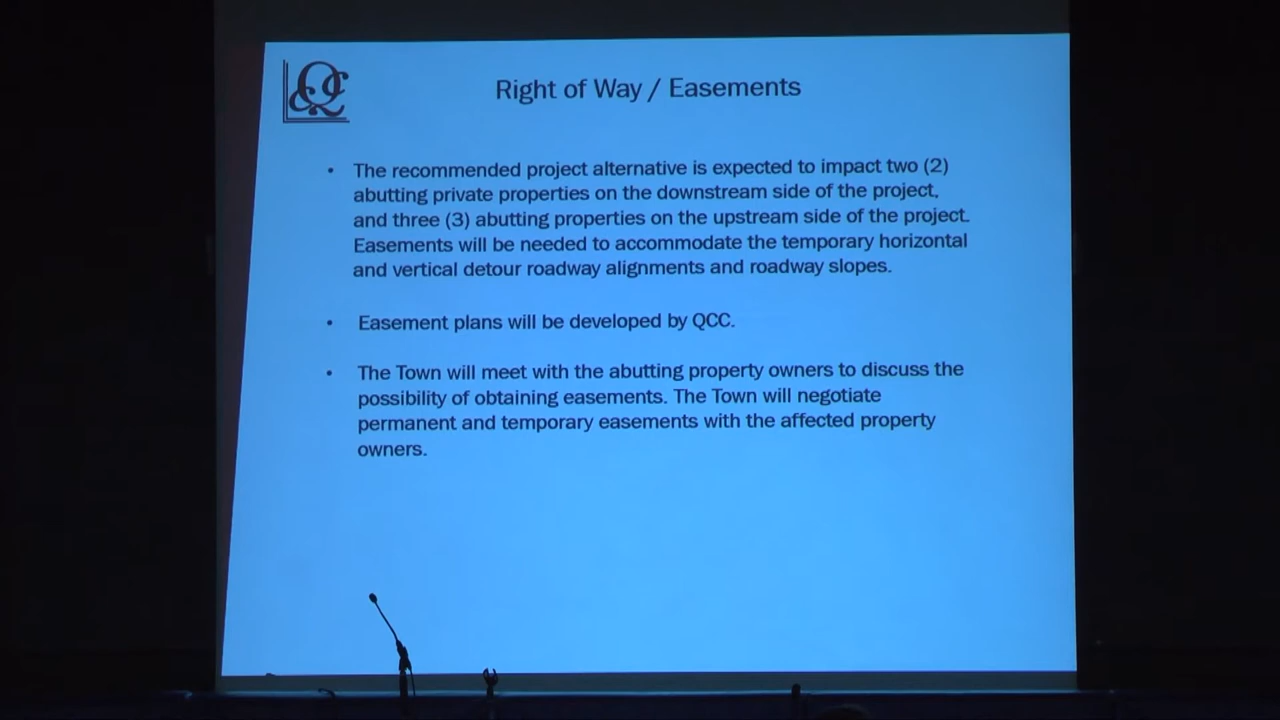 Right of Way / Easements
• The recommended project alternative is expected to impact two (2)
abutting private properties on the downstream side of the project,
and three (3) abutting properties on the upstream side of the project.
Easements will be needed to accommodate the temporary horizontal
and vertical detour roadway alignments and roadway slopes.
• Easement plans will be developed by QCC.
• The Town will meet with the abutting property owners to discuss the
possibility of obtaining easements. The Town will negotiate
permanent and temporary easements with the affected property
owners.